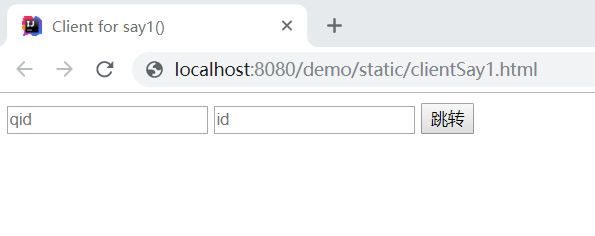 Client for say1()
localhost:8080/demo/static/clientSay1.html
qid id 跳转